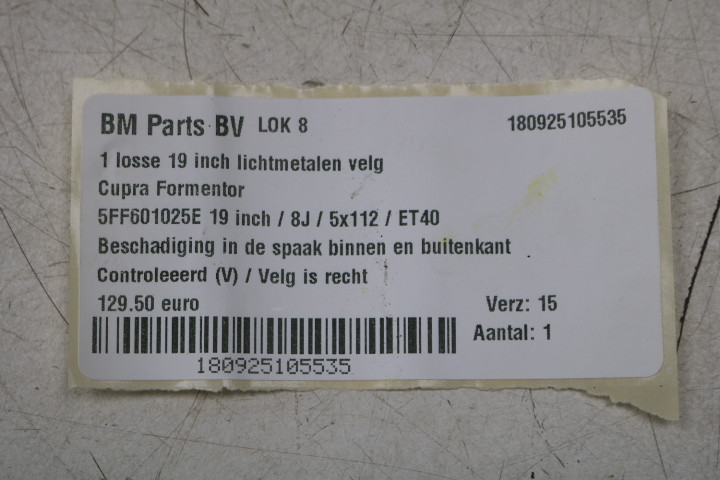 BM Parts BV LOK 8 180925105535
1 losse 19 inch lichtmetalen velg
Cupra Formentor
5FF601025E 19 inch / 8J / 5x112 / ET40
Beschadiging in de spaak binnen en buitenkant
Controleeerd (V) / Velg is recht
129.50 euro Verz: 15
Aantal: 1
180925105535